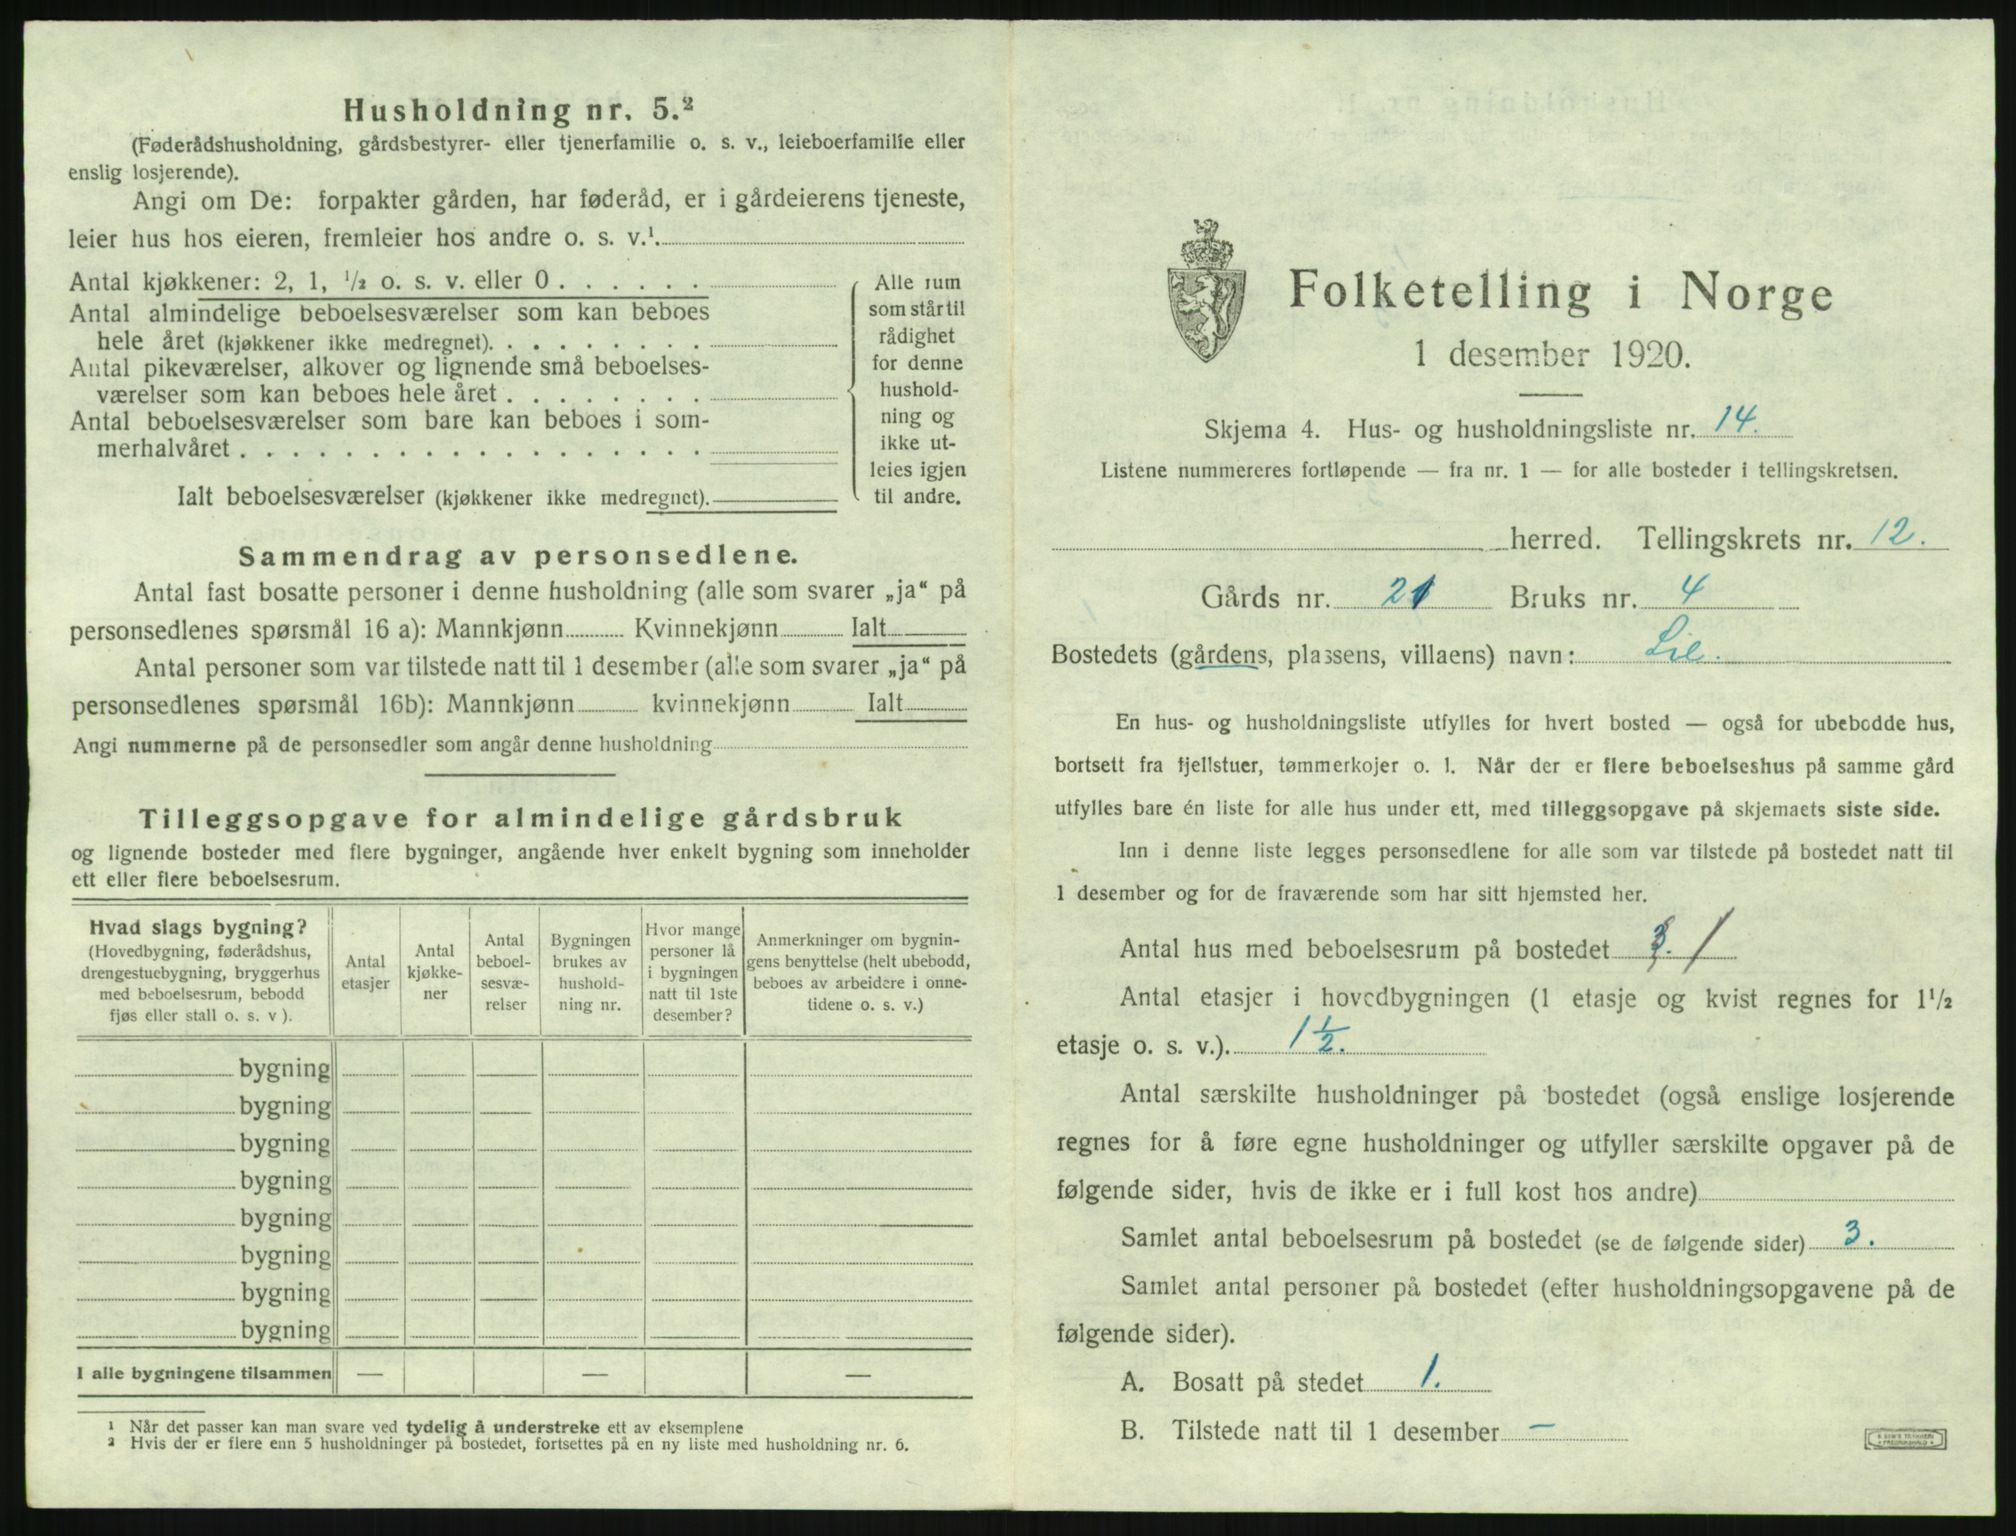 Husholdning nr. 5.²
(Føderådshusholdning, gårdsbestyrer- eller tjenerfamilie o. s. v., leieboerfamilie eller
enslig losjerende).
Angi om De: forpakter gården, har føderåd, er i gårdeierens tjeneste,
leier hus hos eieren, fremleier hos andre o. s. v.¹.
Antal kjøkkener: 2, 1, ½ o. s. v. eller 0
Antal almindelige beboelsesværelser som kan beboes
hele året (kjøkkener ikke medregnet).
Antal pikeværelser, alkover og lignende små beboelses-
værelser som kan beboes hele året
Antal beboelsesværelser som bare kan beboes i som-
merhalvåret
Ialt beboelsesværelser (kjøkkener ikke medregnet).
Alle rum
som står til
rådighet
for denne
hushold-
ning og
ikke ut-
leies igjen
til andre.
Sammendrag av personsedlene.
Antal fast bosatte personer i denne husholdning (alle som svarer „ja“ på
personsedlenes spørsmål 16 a): Mannkjønn Kvinnekjønn Ialt
Antal personer som var tilstede natt til 1 desember (alle som svarer „ja“ på
personsedlenes spørsmål 16b): Mannkjønn kvinnekjønn Ialt
Angi nummerne på de personsedler som angår denne husholdning
Tilleggsopgave for almindelige gårdsbruk
og lignende bosteder med flere bygninger, angående hver enkelt bygning som inneholder
ett eller flere beboelsesrum.
Hvad slags bygning?
(Hovedbygning, føderådshus,
drengestuebygning, bryggerhus
med beboelsesrum, bebodd
fjøs eller stall o. s. v ).
Antal
etasjer
Antal
kjøkke-
ner
Antal
beboel-
sesvæ-
relser
Bygningen
brukes av
hushold-
ning nr.
Hvor mange
personer lå
i bygningen
natt til 1ste
desember?
Anmerkninger om bygnin-
gens benyttelse (helt ubebodd,
beboes av arbeidere i onne-
tidene o. s. v.)
bygning
bygning
bygning
bygning
bygning
bygning
bygning
bygning
I alle bygningene tilsammen — — —
¹ Når det passer kan man svare ved tydelig å understreke ett av eksemplene
² Hvis der er flere enn 5 husholdninger på bostedet, fortsettes på en ny liste med husholdning nr. 6.
Folketelling i Norge
1 desember 1920.
Skjema 4. Hus- og husholdningsliste nr. 14.
Listene nummereres fortløpende — fra nr. 1 — for alle bosteder i tellingskretsen.
herred. Tellingskrets nr. 12.
Gårds nr. 21 Bruks nr. 4
Bostedets (gårdens, plassens, villaens) navn: Lie.
En hus- og husholdningsliste utfylles for hvert bosted — også for ubebodde hus,
bortsett fra fjellstuer, tømmerkojer o. l. Når der er flere beboelseshus på samme gård
utfylles bare én liste for alle hus under ett, med tilleggsopgave på skjemaets siste side.
Inn i denne liste legges personsedlene for alle som var tilstede på bostedet natt til
1 desember og for de fraværende som har sitt hjemsted her.
Antal hus med beboelsesrum på bostedet 3. 1
Antal etasjer i hovedbygningen (1 etasje og kvist regnes for 1½
etasje o. s. v.). 1½.
Antal særskilte husholdninger på bostedet (også enslige losjerende
regnes for å føre egne husholdninger og utfyller særskilte opgaver på de
følgende sider, hvis de ikke er i full kost hos andre)
Samlet antal beboelsesrum på bostedet (se de følgende sider) 3.
Samlet antal personer på bostedet (efter husholdningsopgavene på de
følgende sider).
A. Bosatt på stedet 1.
B. Tilstede natt til 1 desember —